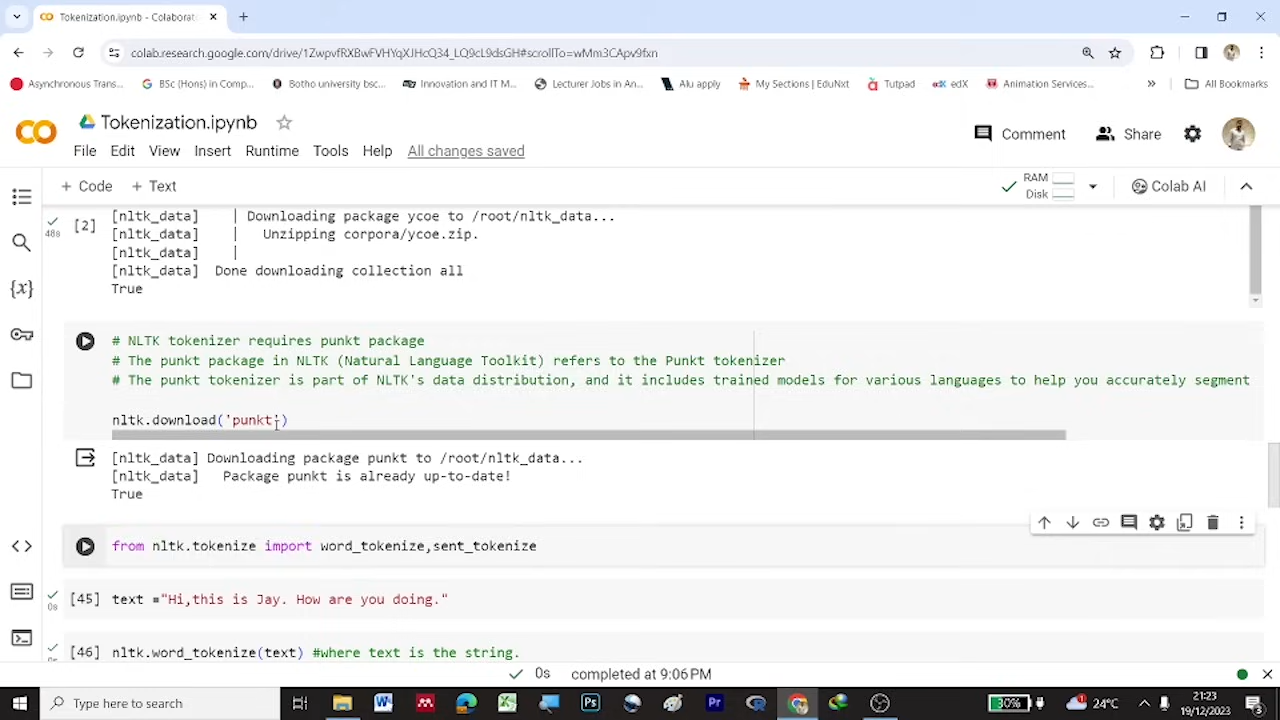 Tokenization.ipynb - Colaborato
colab.research.google.com/drive/1ZwpvfRXBwFVHYqXJHcQ34_LQ9cL9dsGH#scrollTo=wMm3CApv9fxn
Asynchronous Trans...
BSc (Hons) in Comp...
Botho university bsc...
Innovation and IT M...
Lecturer Jobs in An...
Alu apply
My Sections | EduNxt
Tutpad
edX
Animation Services...
»
All Bookmarks
CO
Tokenization.ipynb
Comment
Share
File Edit View Insert Runtime Tools Help All changes saved
+ Code + Text
RAM
Disk
Colab AI
[2]
48s
[nltk_data] | Downloading package ycoe to /root/nltk_data...
[nltk_data] | Unzipping corpora/ycoe.zip.
[nltk_data] |
[nltk_data] Done downloading collection all
True
{x}
# NLTK tokenizer requires punkt package
# The punkt package in NLTK (Natural Language Toolkit) refers to the Punkt tokenizer
# The punkt tokenizer is part of NLTK's data distribution, and it includes trained models for various languages to help you accurately segment
nltk.download('punkt')
[nltk_data] Downloading package punkt to /root/nltk_data...
[nltk_data] Package punkt is already up-to-date!
True
from nltk.tokenize import word_tokenize,sent_tokenize
0s
[45] text ="Hi,this is Jay. How are you doing."
[46] nltk.word_tokenize(text) #where text is the string.
0s completed at 9:06 PM
Type here to search
Ps
Pr
30%
24°C
21:23
19/12/2023